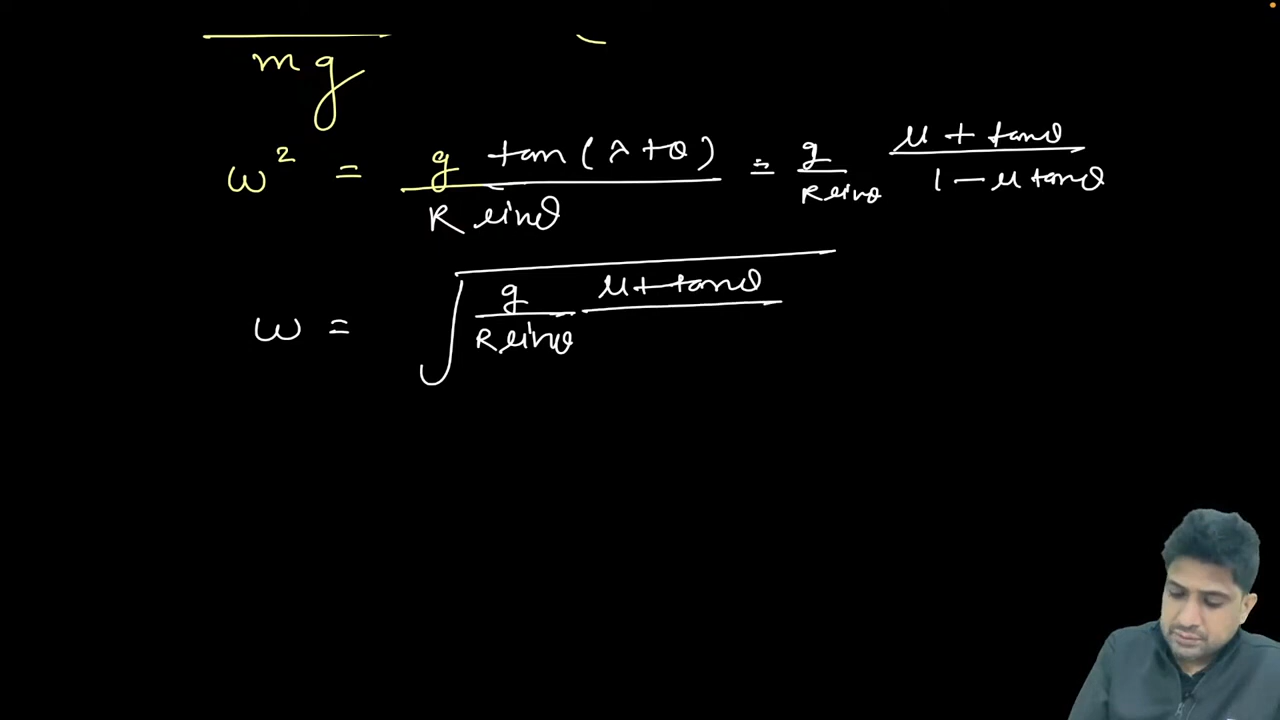 mg
ω² = g tan(λ+θ) / R sinθ = g / R sinθ μ + tanθ / 1 − μ tanθ
ω = √ g / R sinθ μ + tanθ